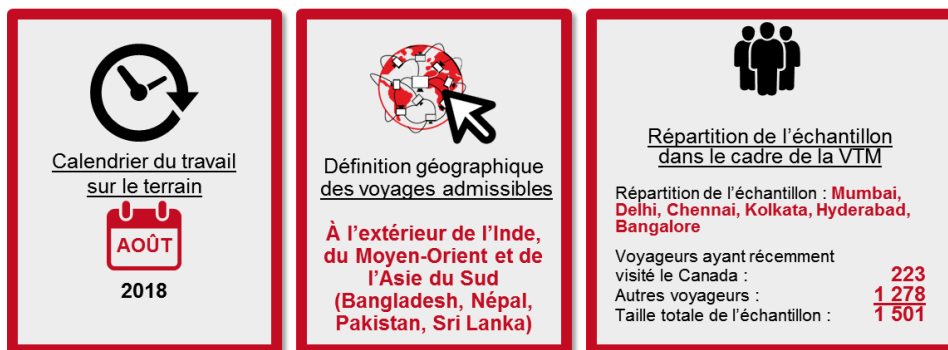 Calendrier du travail
sur le terrain
AOÛT
2018
Définition géographique
des voyages admissibles
À l’extérieur de l’Inde,
du Moyen-Orient et de
l’Asie du Sud
(Bangladesh, Népal,
Pakistan, Sri Lanka)
Répartition de l’échantillon
dans le cadre de la VTM
Répartition de l’échantillon : Mumbai,
Delhi, Chennai, Kolkata, Hyderabad,
Bangalore
Voyageurs ayant récemment
visité le Canada : 223
Autres voyageurs : 1 278
Taille totale de l’échantillon : 1 501